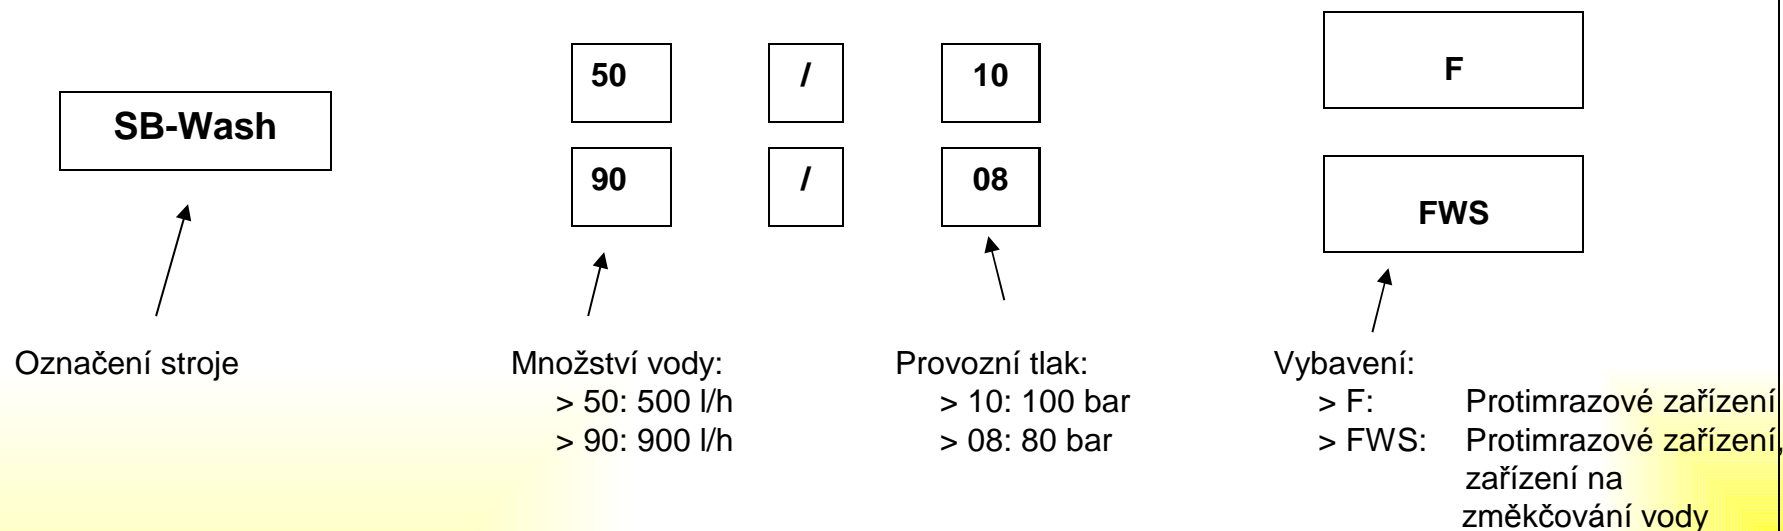 50 / 10 F
SB-Wash
90 / 08 FWS
Označení stroje Množství vody: Provozní tlak: Vybavení:
> 50: 500 l/h > 10: 100 bar > F: Protimrazové zařízení
> 90: 900 l/h > 08: 80 bar > FWS: Protimrazové zařízení,
zařízení na
změkčování vody